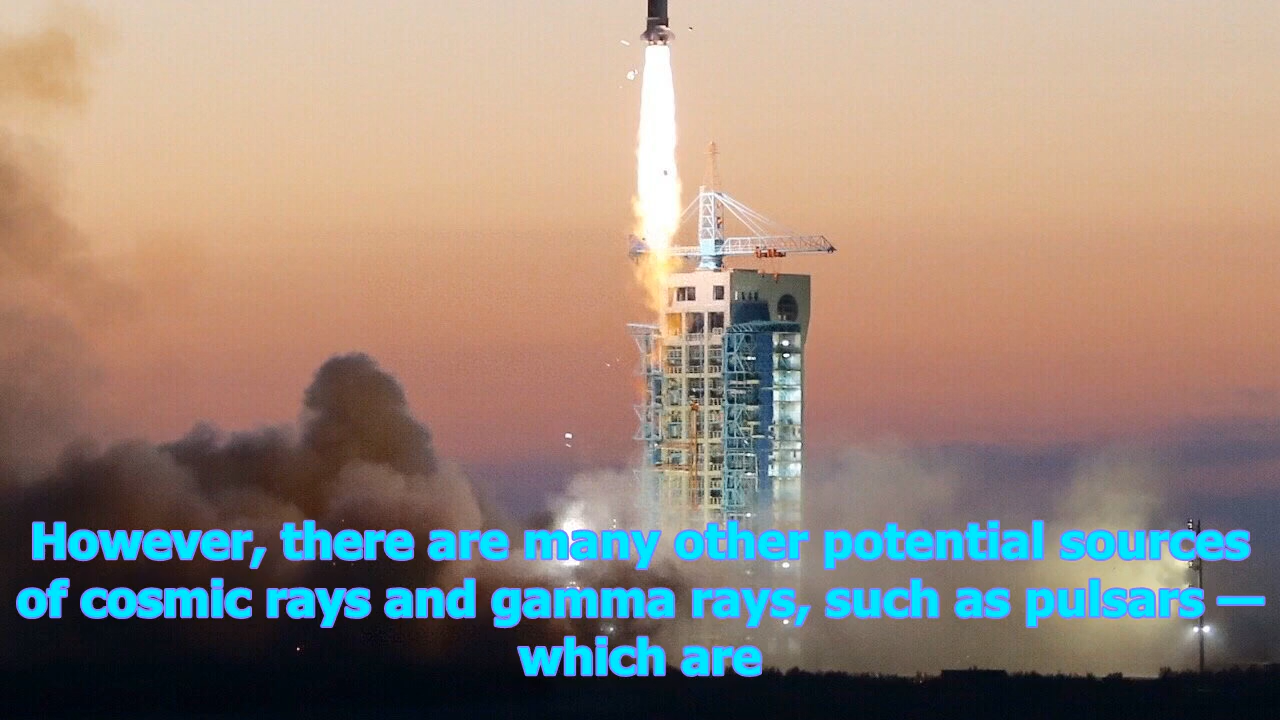 However, there are many other potential sources
of cosmic rays and gamma rays, such as pulsars —
which are